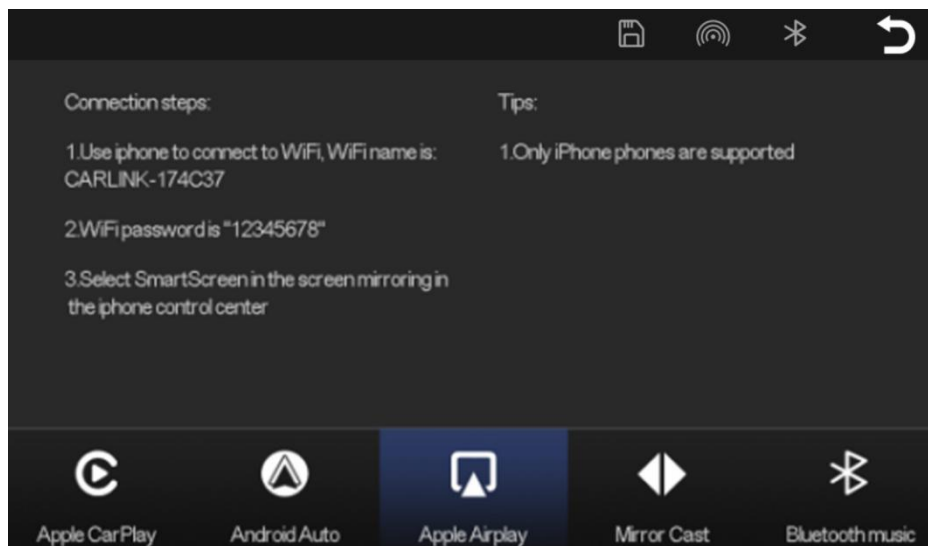 Connection steps:
1.Use iphone to connect to WiFi, WiFi name is:
CARLINK-174C37
2.WiFi password is "12345678"
3.Select SmartScreen in the screen mirroring in
the iphone control center
Tips:
1.Only iPhone phones are supported
Apple CarPlay
Android Auto
Apple Airplay
Mirror Cast
Bluetooth music